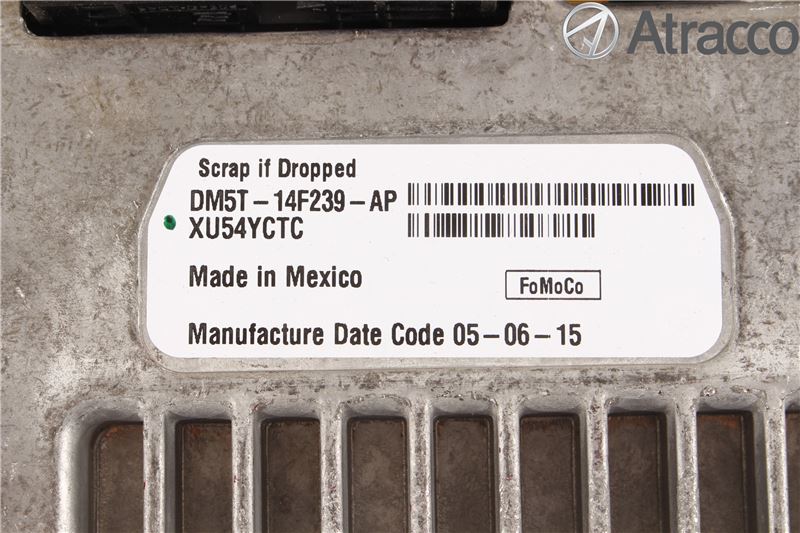 Atracco
Scrap if Dropped
DM5T-14F239-AP
XU54YCTC
Made in Mexico
FoMoCo
Manufacture Date Code 05-06-15